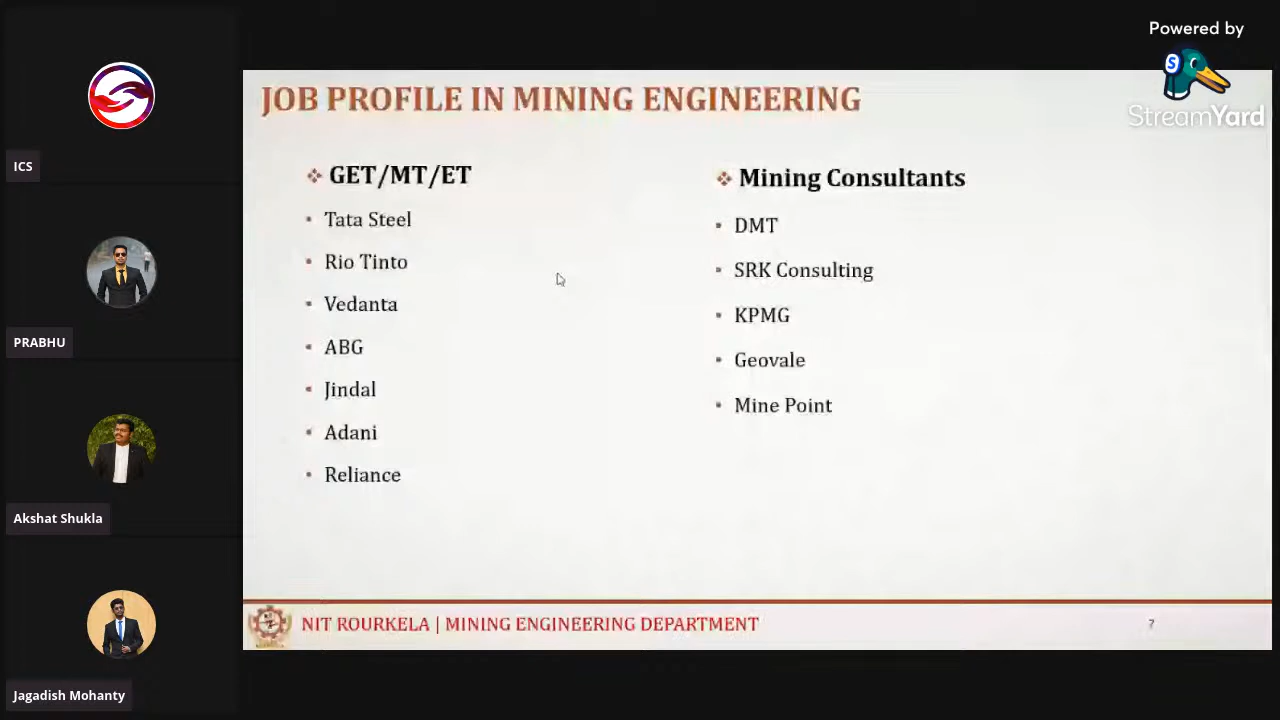 Powered by
S
StreamYard
ICS
PRABHU
Akshat Shukla
Jagadish Mohanty
JOB PROFILE IN MINING ENGINEERING
GET/MT/ET
Tata Steel
Rio Tinto
Vedanta
ABG
Jindal
Adani
Reliance
Mining Consultants
DMT
SRK Consulting
KPMG
Geovale
Mine Point
NIT ROURKELA | MINING ENGINEERING DEPARTMENT
7